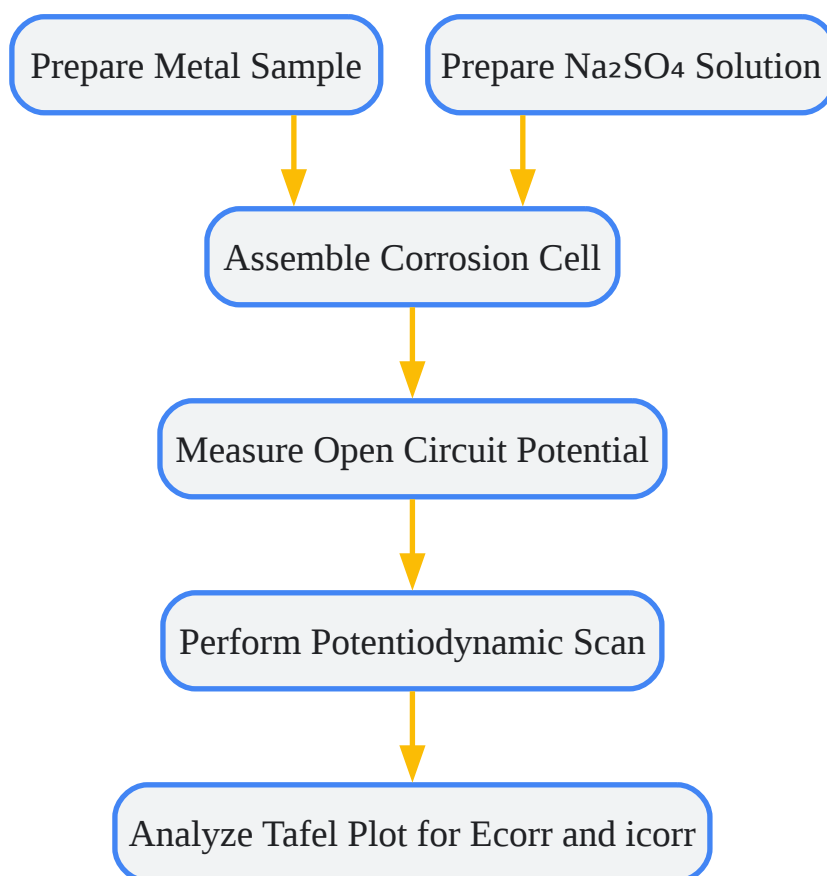 Prepare Metal Sample
Prepare Na₂SO₄ Solution
Assemble Corrosion Cell
Measure Open Circuit Potential
Perform Potentiodynamic Scan
Analyze Tafel Plot for Ecorr and icorr